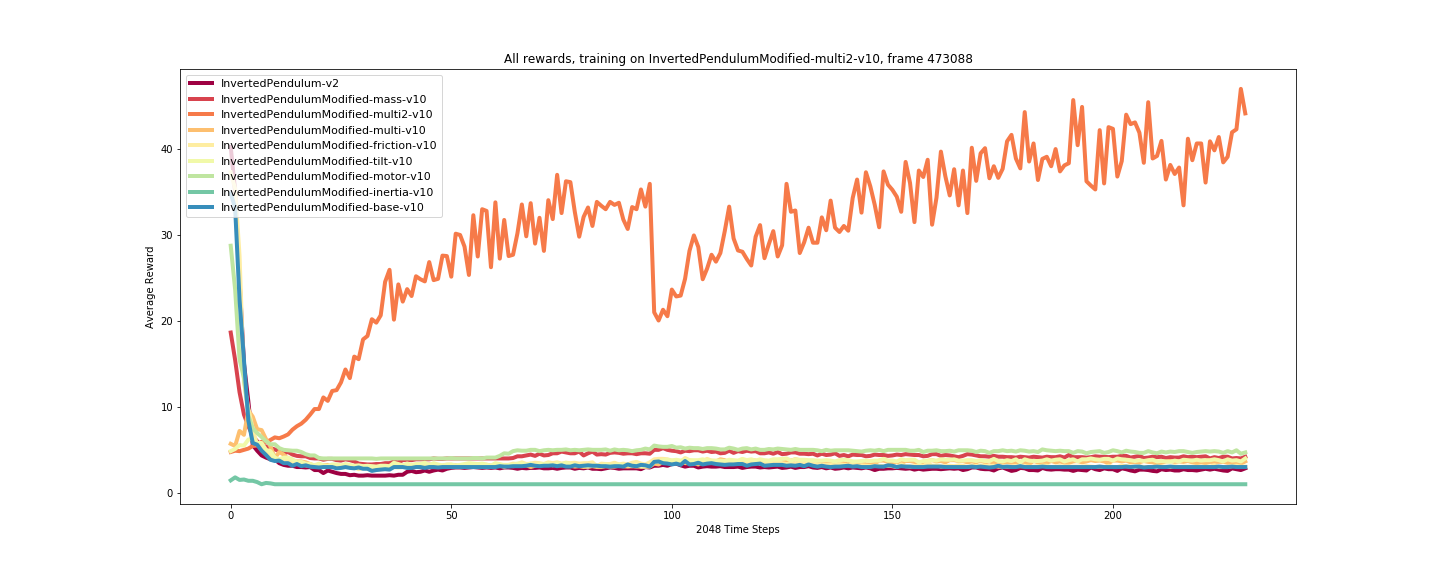 All rewards, training on InvertedPendulumModified-multi2-v10, frame 473088
InvertedPendulum-v2
InvertedPendulumModified-mass-v10
InvertedPendulumModified-multi2-v10
InvertedPendulumModified-multi-v10
InvertedPendulumModified-friction-v10
InvertedPendulumModified-tilt-v10
InvertedPendulumModified-motor-v10
InvertedPendulumModified-inertia-v10
InvertedPendulumModified-base-v10
Average Reward
40
30
20
10
0
0 50 100 150 200
2048 Time Steps